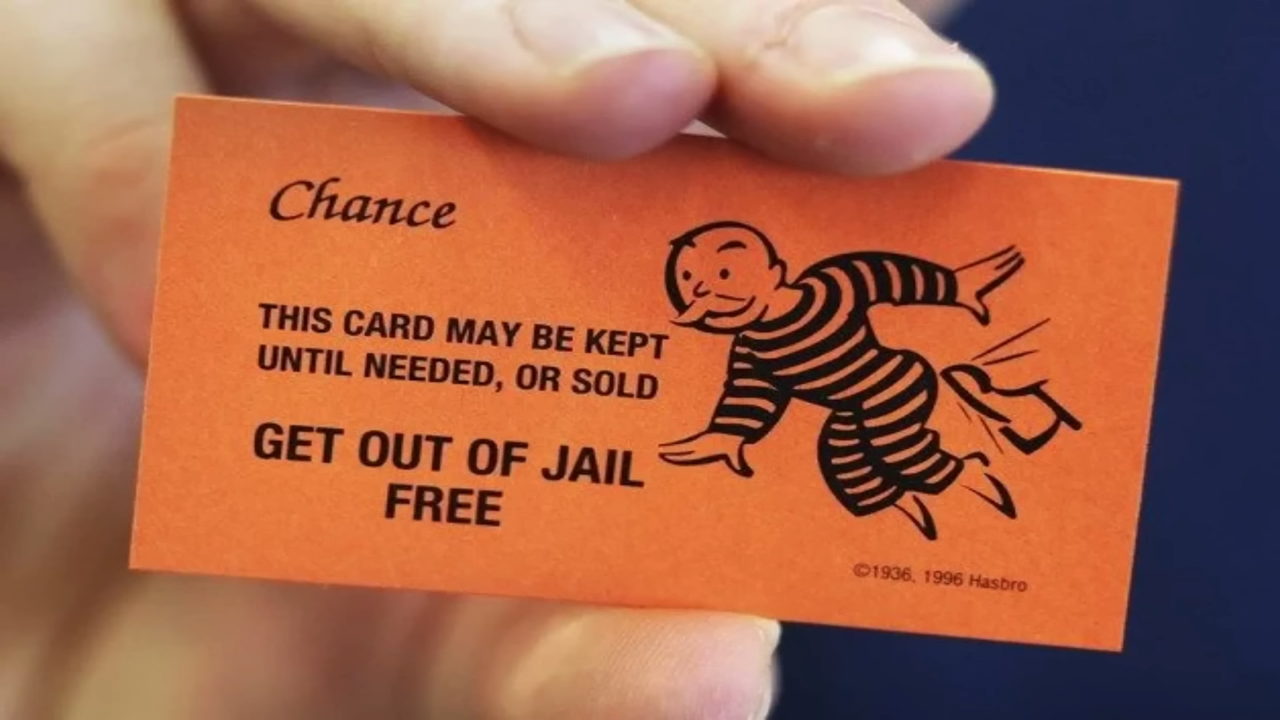 Chance
THIS CARD MAY BE KEPT
UNTIL NEEDED, OR SOLD
GET OUT OF JAIL
FREE
©1936, 1996 Hasbro